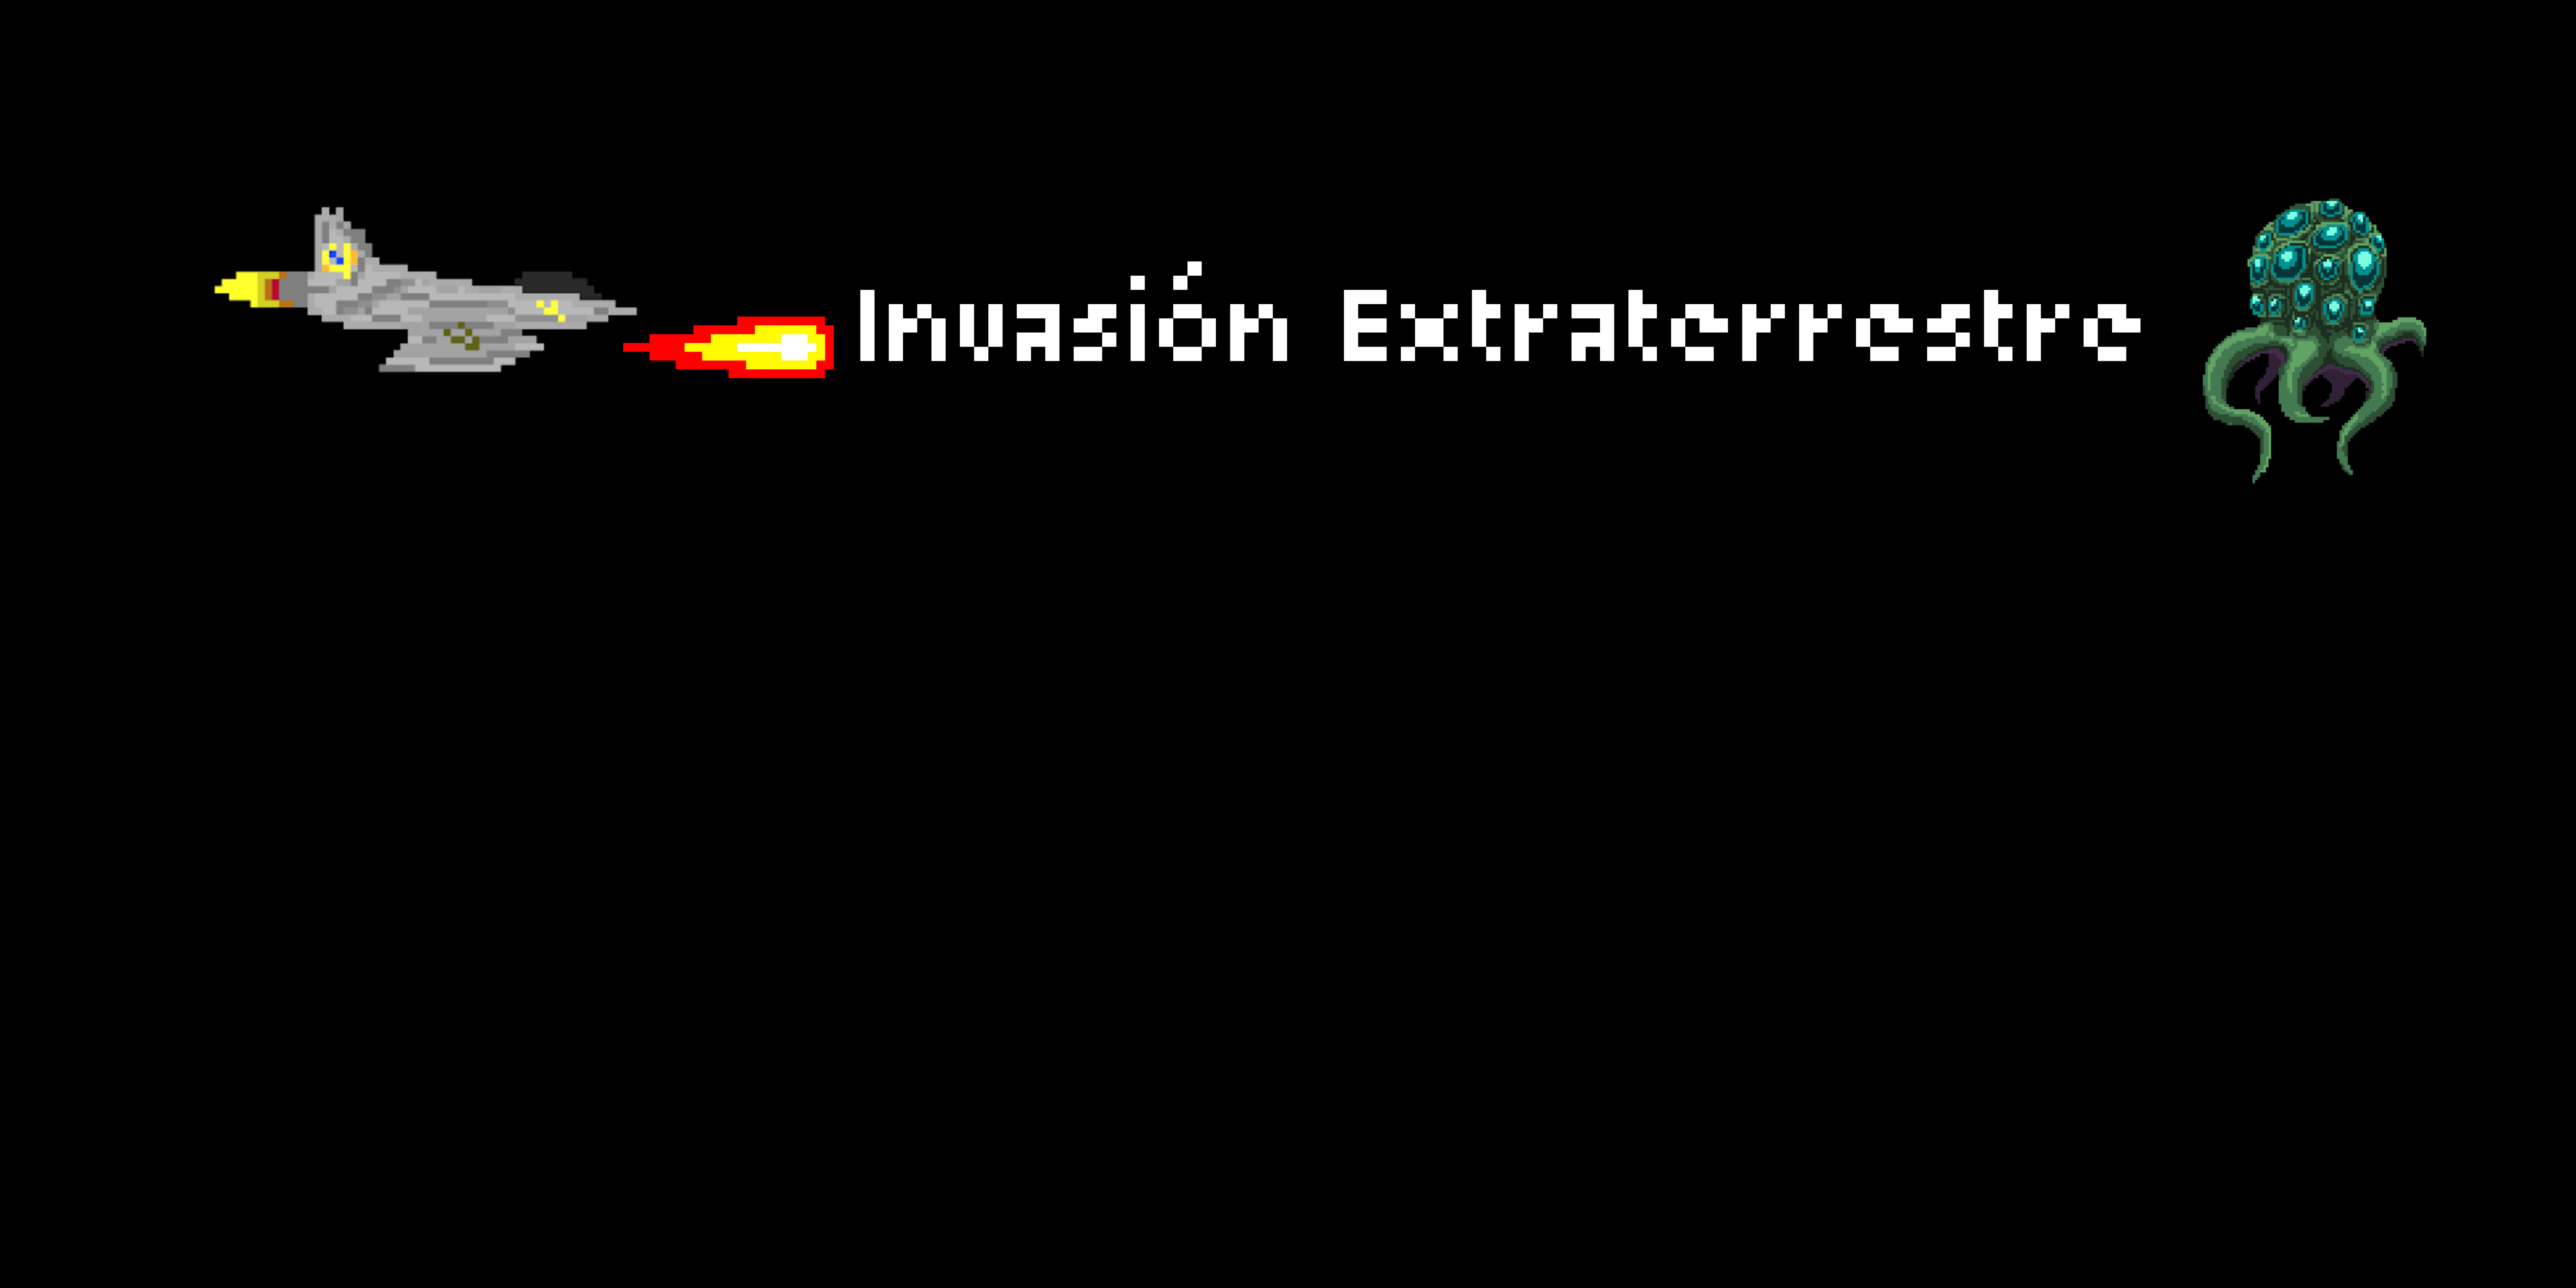 Invasión Extraterrestre